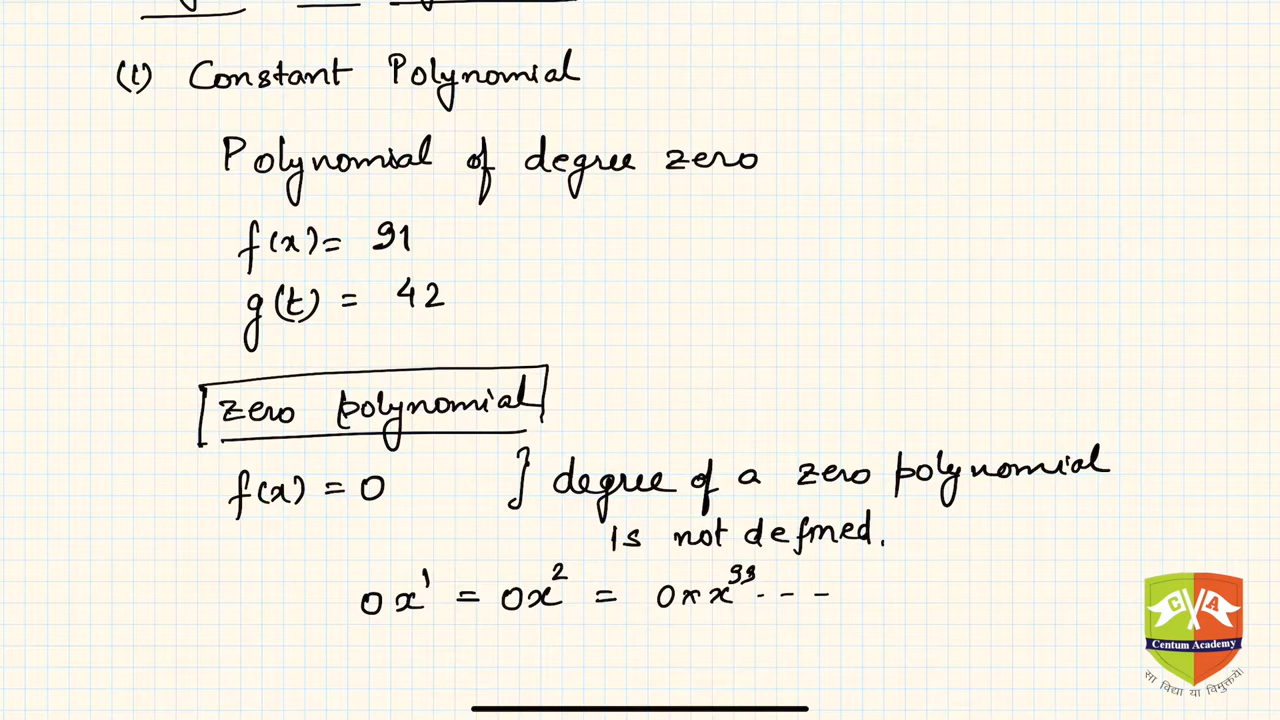 (i) Constant Polynomial
Polynomial of degree zero
f(x) = 91
g(t) = 42
zero polynomial
f(x) = 0 } degree of a zero polynomial
is not defined.
0x¹ = 0x² = 0×x⁹⁹ - - -
CA
Centum Academy
सा विद्या या विमुक्तये